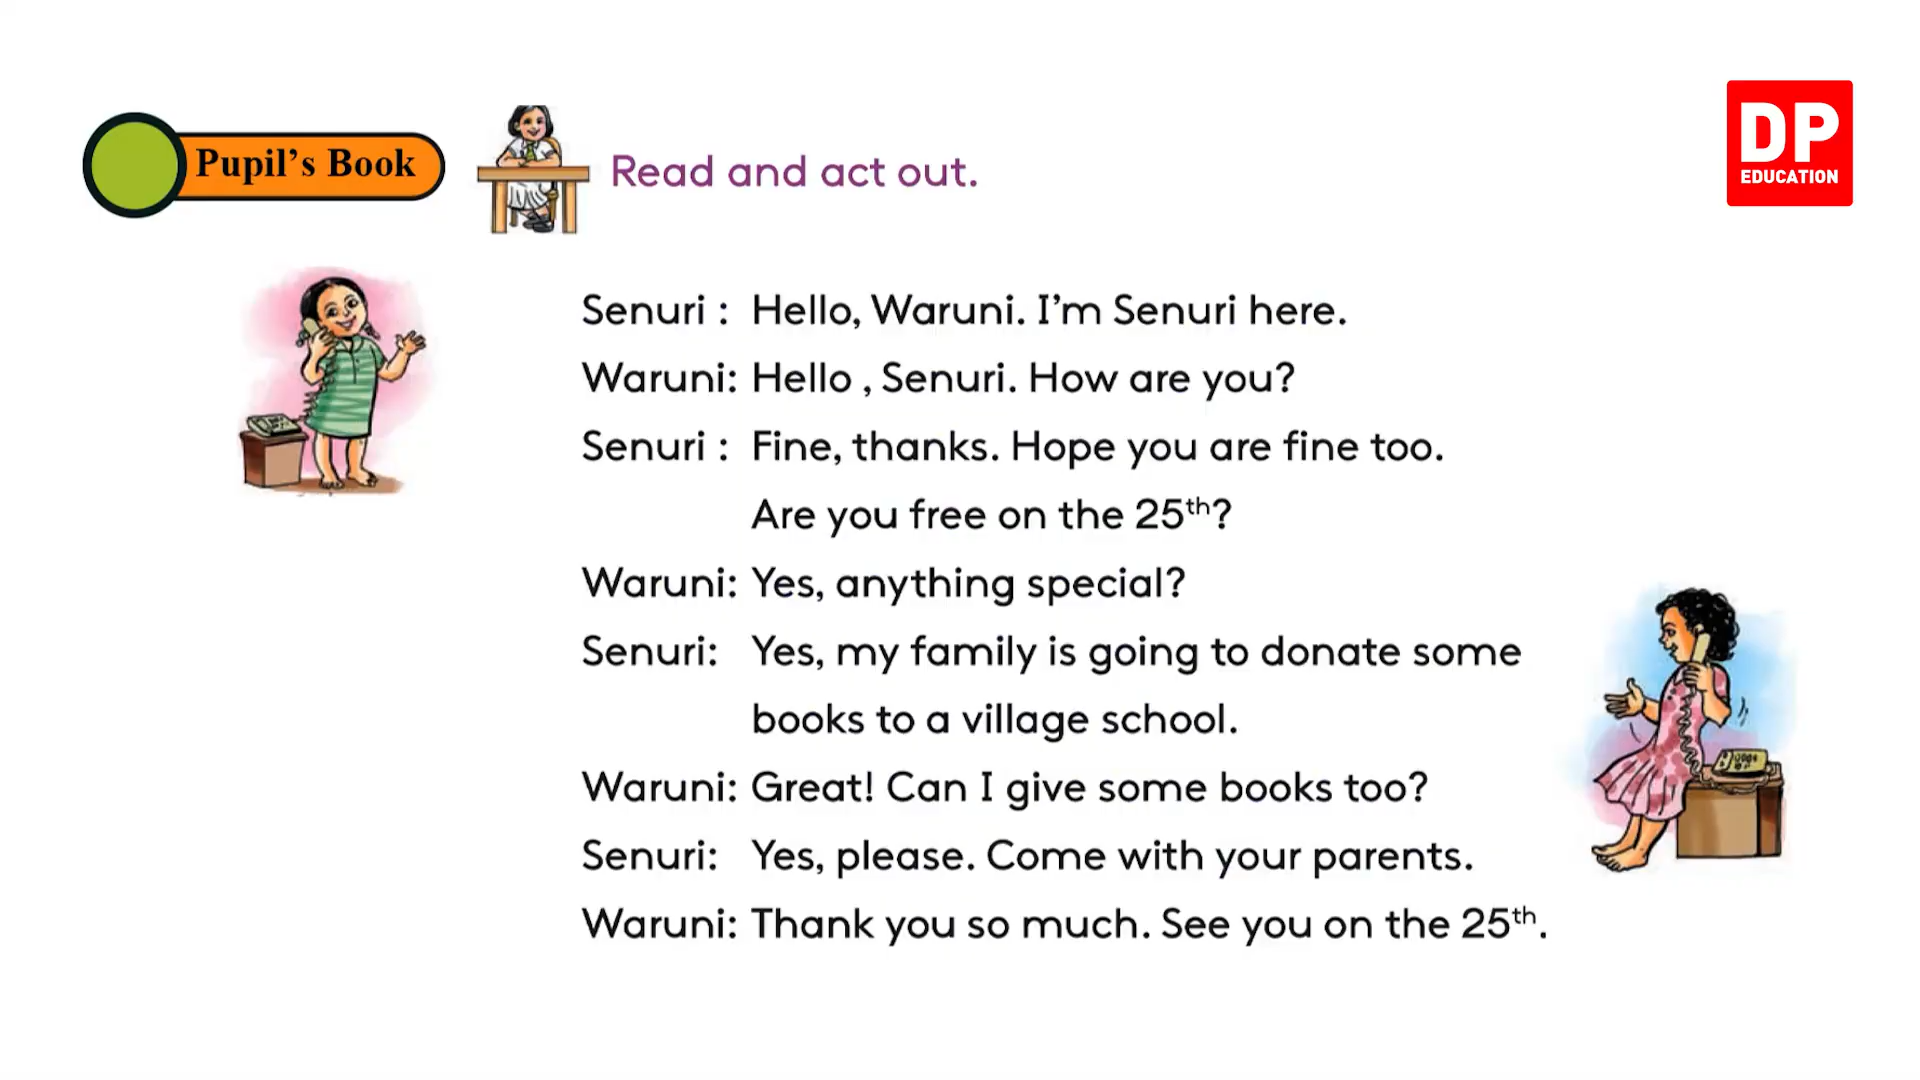 Pupil's Book
Read and act out.
DP
EDUCATION
Senuri : Hello, Waruni. I'm Senuri here.
Waruni: Hello , Senuri. How are you?
Senuri : Fine, thanks. Hope you are fine too.
Are you free on the 25th?
Waruni: Yes, anything special?
Senuri: Yes, my family is going to donate some
books to a village school.
Waruni: Great! Can I give some books too?
Senuri: Yes, please. Come with your parents.
Waruni: Thank you so much. See you on the 25th.